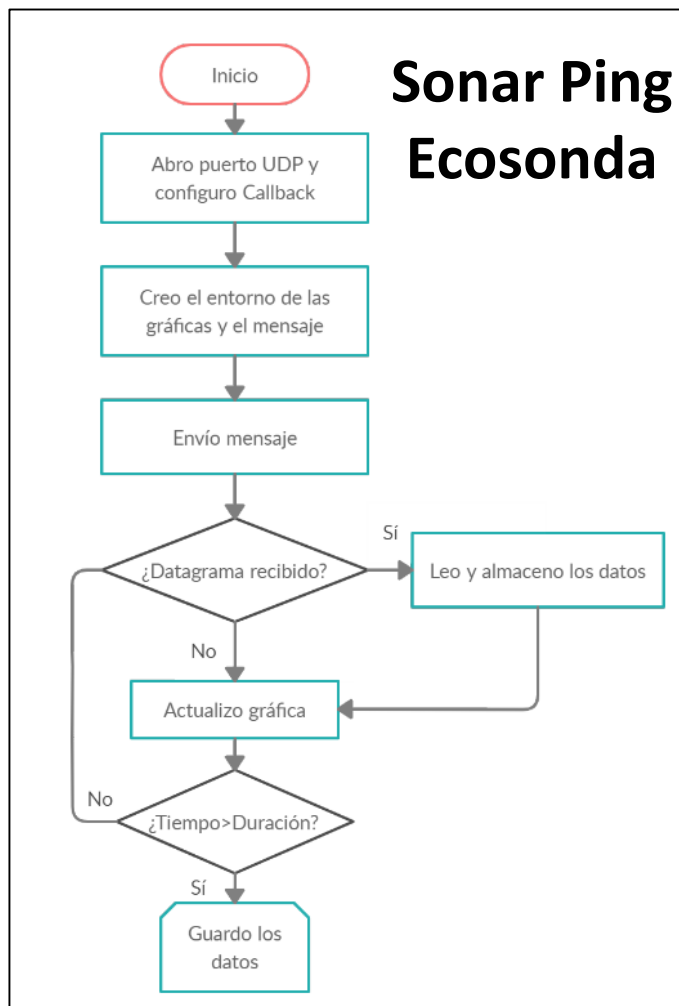 Sonar Ping
Ecosonda
Inicio
Abro puerto UDP y
configuro Callback
Creo el entorno de las
gráficas y el mensaje
Envío mensaje
¿Datagrama recibido?
Sí
Leo y almaceno los datos
No
Actualizo gráfica
¿Tiempo>Duración?
No
Sí
Guardo los
datos